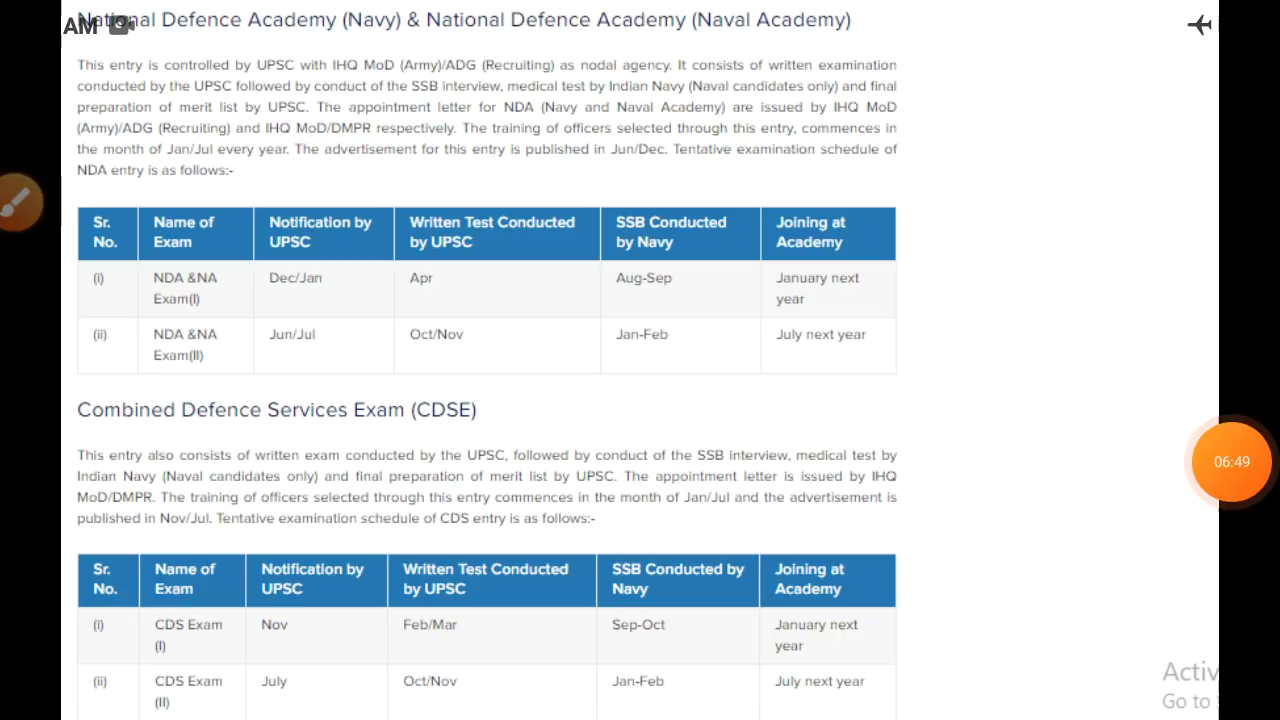 National Defence Academy (Navy) & National Defence Academy (Naval Academy)
AM
This entry is controlled by UPSC with IHQ MoD (Army)/ADG (Recruiting) as nodal agency. It consists of written examination
conducted by the UPSC followed by conduct of the SSB interview, medical test by Indian Navy (Naval candidates only) and final
preparation of merit list by UPSC. The appointment letter for NDA (Navy and Naval Academy) are issued by IHQ MoD
(Army)/ADG (Recruiting) and IHQ MoD/DMPR respectively. The training of officers selected through this entry, commences in
the month of Jan/Jul every year. The advertisement for this entry is published in Jun/Dec. Tentative examination schedule of
NDA entry is as follows:-
Sr. No. Name of Exam Notification by UPSC Written Test Conducted by UPSC SSB Conducted by Navy Joining at Academy
(i) NDA &NA Exam(I) Dec/Jan Apr Aug-Sep January next year
(ii) NDA &NA Exam(II) Jun/Jul Oct/Nov Jan-Feb July next year
Combined Defence Services Exam (CDSE)
This entry also consists of written exam conducted by the UPSC, followed by conduct of the SSB interview, medical test by
Indian Navy (Naval candidates only) and final preparation of merit list by UPSC. The appointment letter is issued by IHQ
MoD/DMPR. The training of officers selected through this entry commences in the month of Jan/Jul and the advertisement is
published in Nov/Jul. Tentative examination schedule of CDS entry is as follows:-
06:49
Sr. No. Name of Exam Notification by UPSC Written Test Conducted by UPSC SSB Conducted by Navy Joining at Academy
(i) CDS Exam (I) Nov Feb/Mar Sep-Oct January next year
(ii) CDS Exam (II) July Oct/Nov Jan-Feb July next year
Activ
Go to